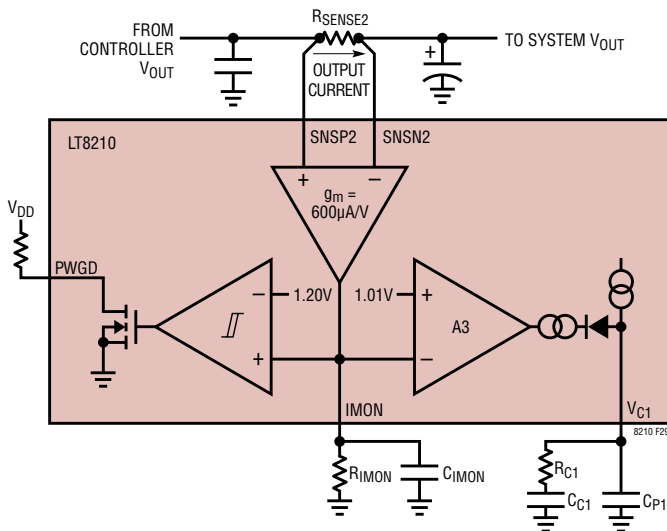 RSENSE2
FROM
CONTROLLER
VOUT
TO SYSTEM VOUT
+
OUTPUT
CURRENT
LT8210
SNSP2
SNSN2
+
−
gm =
600µA/V
VDD
PWGD
−
1.20V
1.01V
+
A3
+
−
IMON
VC1
8210 F29
RIMON
CIMON
RC1
CC1
CP1